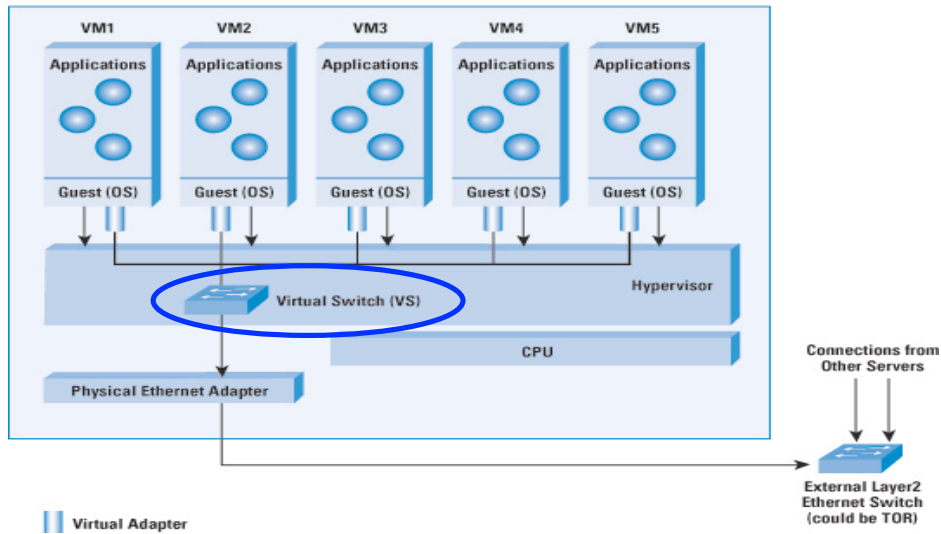 VM1
VM2
VM3
VM4
VM5
Applications
Applications
Applications
Applications
Applications
Guest (OS)
Guest (OS)
Guest (OS)
Guest (OS)
Guest (OS)
Hypervisor
Virtual Switch (VS)
CPU
Physical Ethernet Adapter
Connections from
Other Servers
External Layer2
Ethernet Switch
(could be TOR)
Virtual Adapter